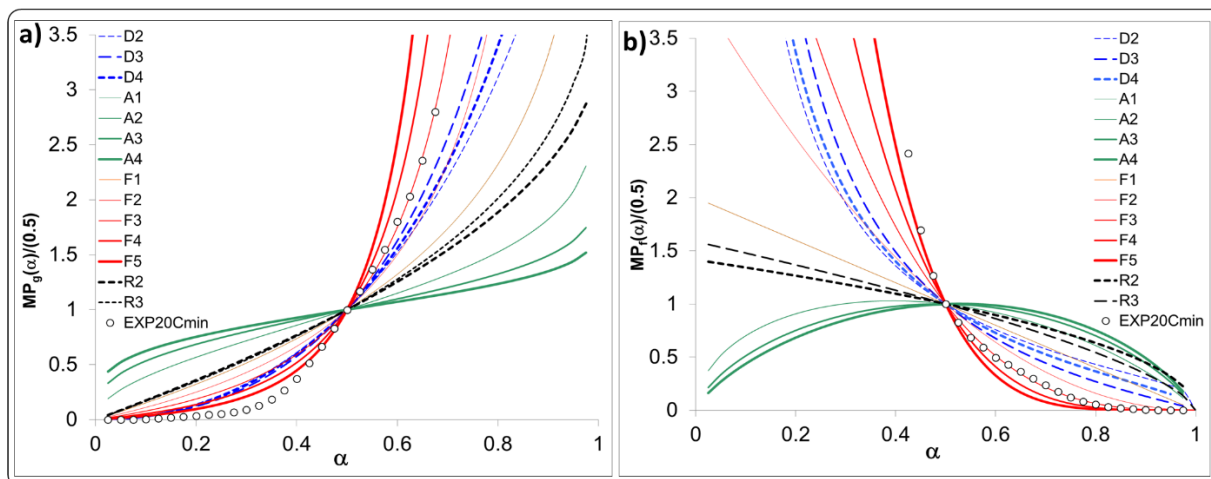 a)
3.5
3
2.5
2
1.5
1
0.5
0
MPg(α)/(0.5)
D2
D3
D4
A1
A2
A3
A4
F1
F2
F3
F4
F5
R2
R3
EXP20Cmin
0 0.2 0.4 0.6 0.8 1
α
b)
3.5
3
2.5
2
1.5
1
0.5
0
MPf(α)/(0.5)
D2
D3
D4
A1
A2
A3
A4
F1
F2
F3
F4
F5
R2
R3
EXP20Cmin
0 0.2 0.4 0.6 0.8 1
α